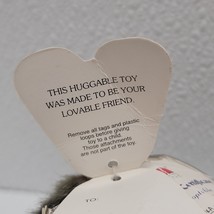 THIS HUGGABLE TOY
WAS MADE TO BE YOUR
LOVABLE FRIEND.
Remove all tags and plastic
loops before giving
toy to a child.
Those attachments
are not part of the toy.
TO